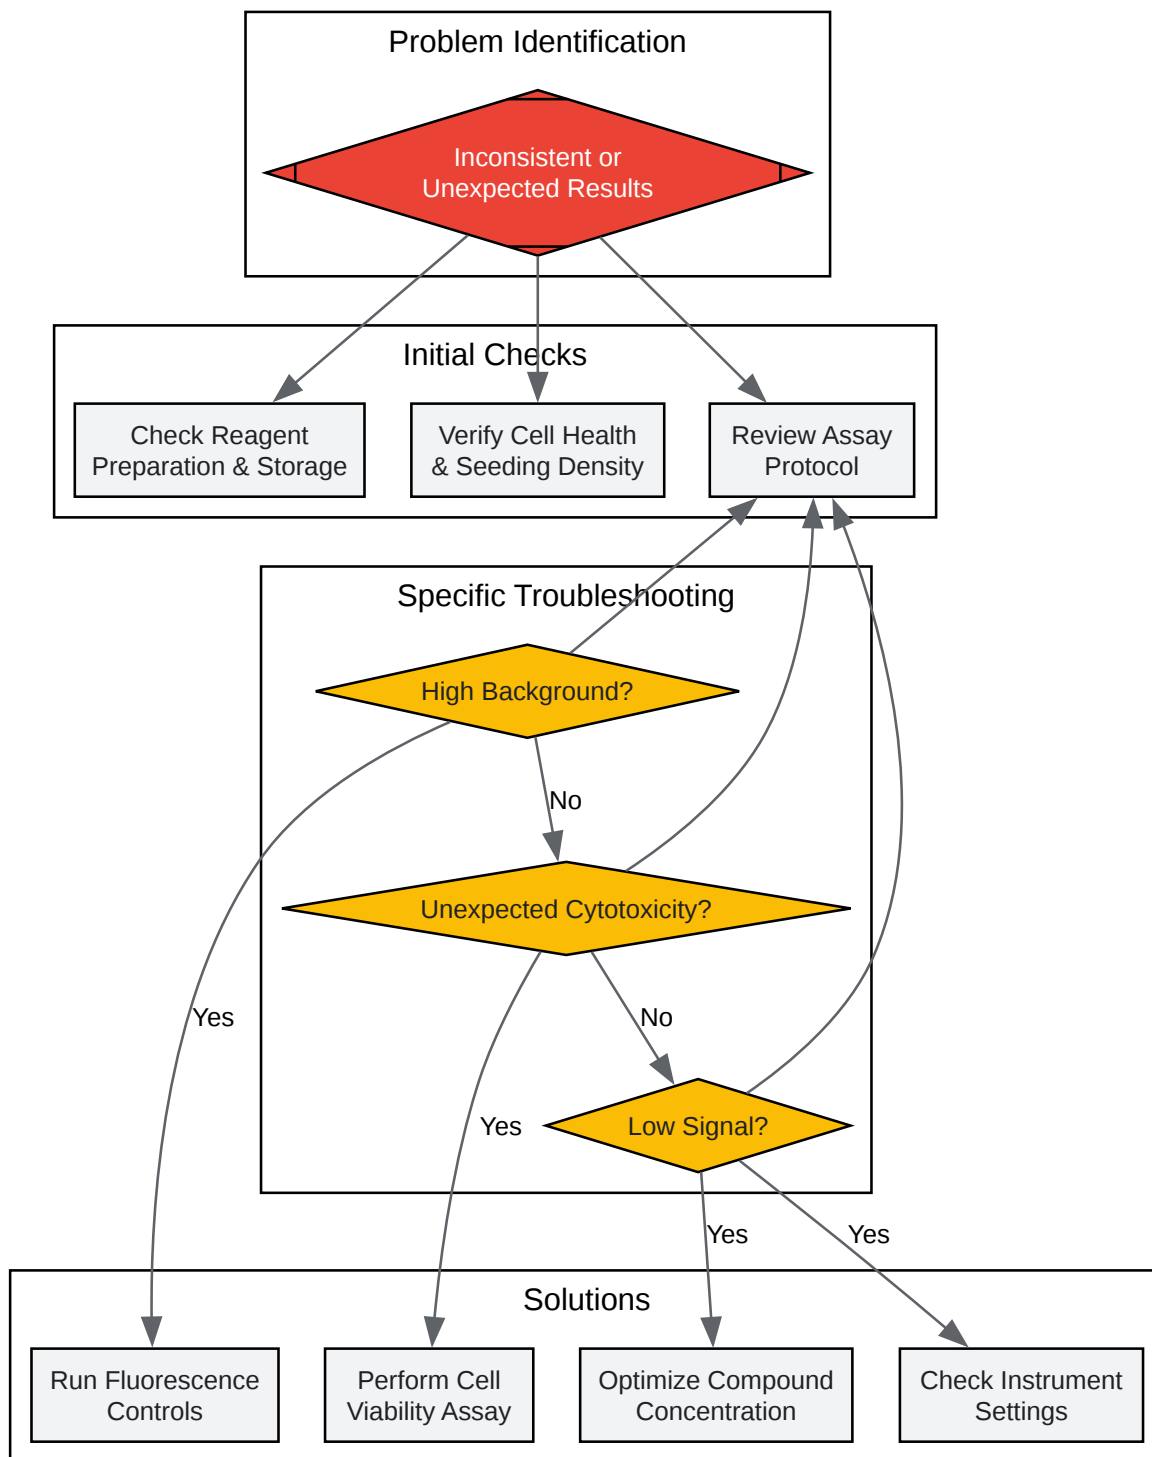 Problem Identification
Inconsistent or
Unexpected Results
Initial Checks
Check Reagent
Preparation & Storage
Verify Cell Health
& Seeding Density
Review Assay
Protocol
Specific Troubleshooting
High Background?
No
Unexpected Cytotoxicity?
Yes
No
Yes
Low Signal?
Yes
Yes
Solutions
Run Fluorescence
Controls
Perform Cell
Viability Assay
Optimize Compound
Concentration
Check Instrument
Settings